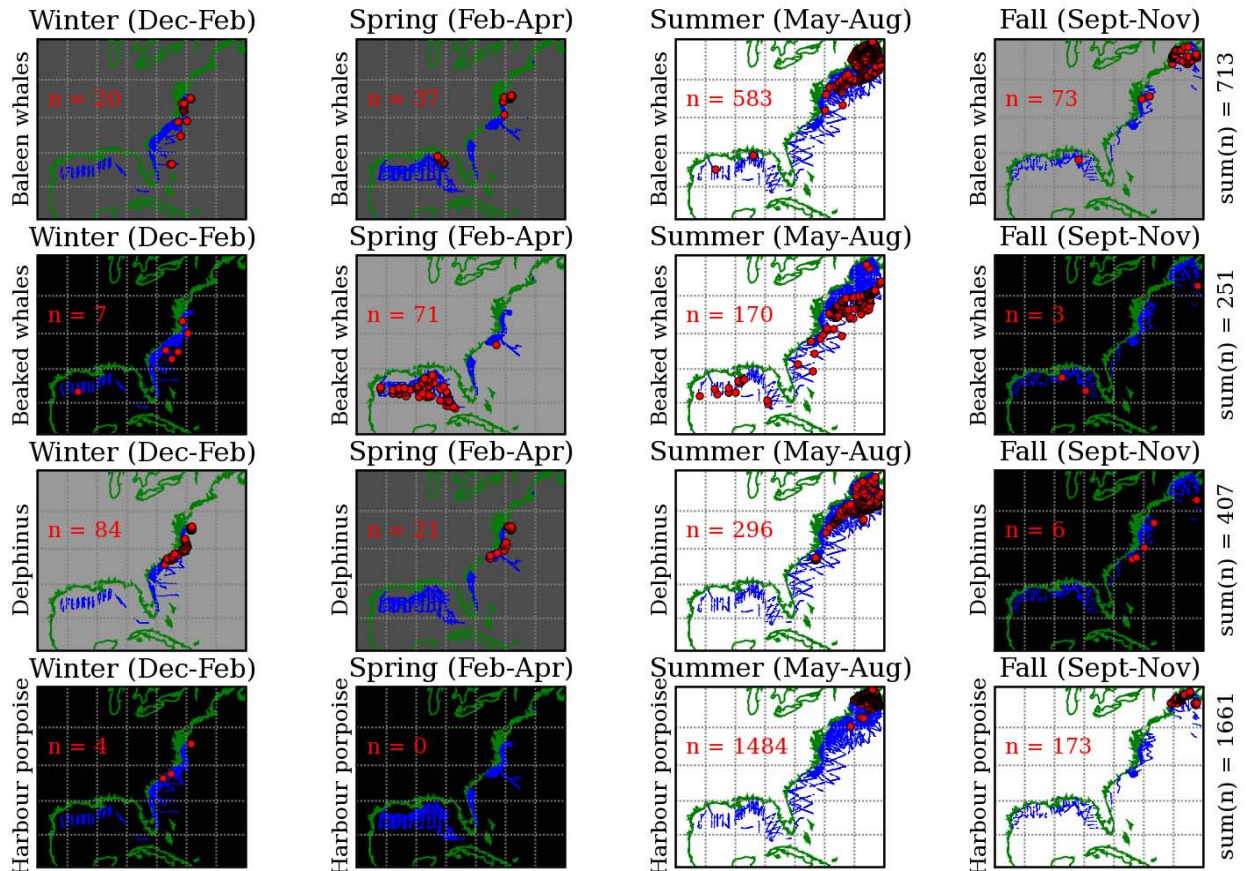 Winter (Dec-Feb)
Spring (Feb-Apr)
Summer (May-Aug)
Fall (Sept-Nov)
Baleen whales
n = 20
Baleen whales
n = 37
Baleen whales
n = 583
Baleen whales
n = 73
sum(n) = 713
Winter (Dec-Feb)
Spring (Feb-Apr)
Summer (May-Aug)
Fall (Sept-Nov)
Beaked whales
n = 7
Beaked whales
n = 71
Beaked whales
n = 170
Beaked whales
n = 3
sum(n) = 251
Winter (Dec-Feb)
Spring (Feb-Apr)
Summer (May-Aug)
Fall (Sept-Nov)
Delphinus
n = 84
Delphinus
n = 21
Delphinus
n = 296
Delphinus
n = 6
sum(n) = 407
Winter (Dec-Feb)
Spring (Feb-Apr)
Summer (May-Aug)
Fall (Sept-Nov)
Harbour porpoise
n = 4
Harbour porpoise
n = 0
Harbour porpoise
n = 1484
Harbour porpoise
n = 173
sum(n) = 1661